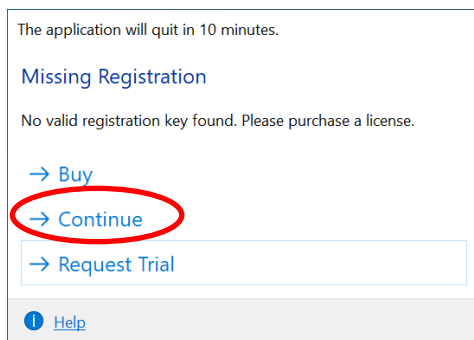 The application will quit in 10 minutes.
Missing Registration
No valid registration key found. Please purchase a license.
→ Buy
→ Continue
→ Request Trial
Help